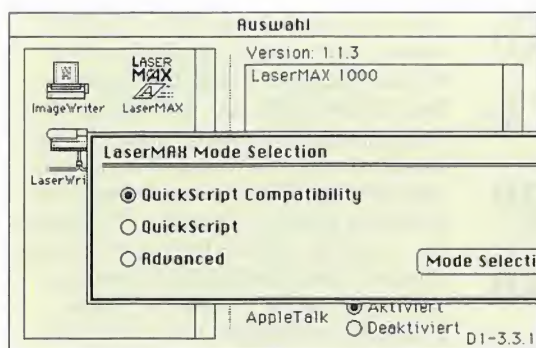 Auswahl
Version: 1.1.3
LaserMAX 1000
LASER
MAX
ImageWriter
LaserMAX
LaserWri
LaserMAX Mode Selection
QuickScript Compatibility
QuickScript
Advanced
Mode Selecti
AppleTalk
Aktiviert
Deaktiviert
D1-3.3.1